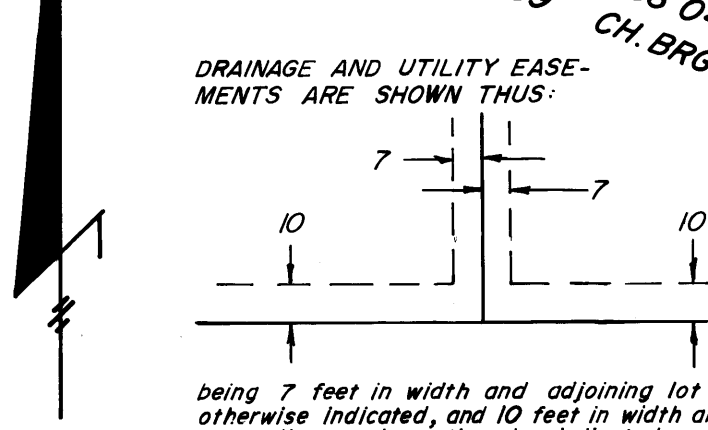 CH. BRG
DRAINAGE AND UTILITY EASE-
MENTS ARE SHOWN THUS:
7
7
10
10
being 7 feet in width and adjoining lot
otherwise indicated, and 10 feet in width